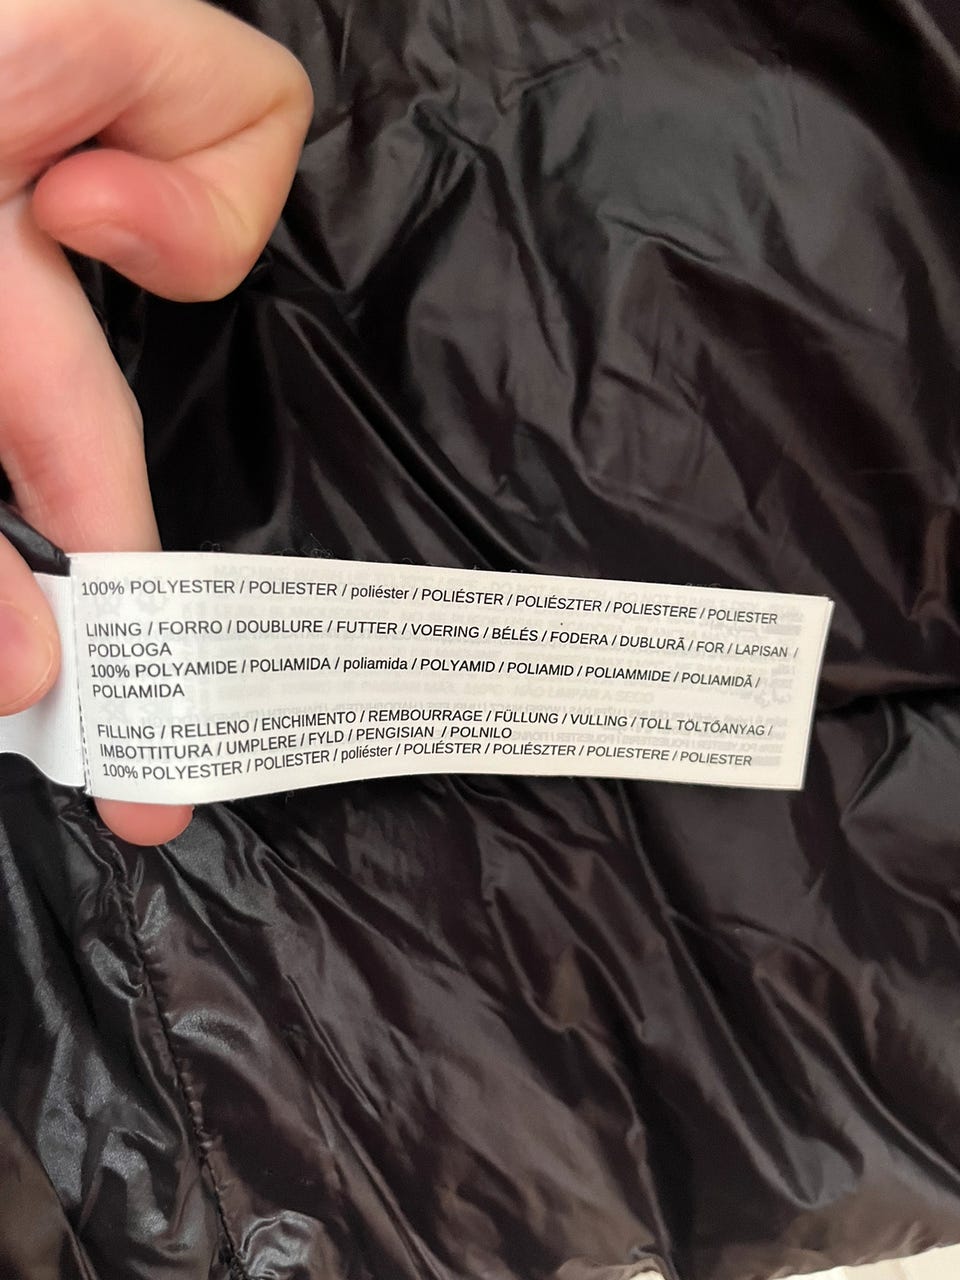 100% POLYESTER / POLIESTER / poliéster / POLIÉSTER / POLIÉSZTER / POLIESTERE / POLIESTER
LINING / FORRO / DOUBLURE / FUTTER / VOERING / BÉLÉS / FODERA / DUBLURĂ / FOR / LAPISAN /
PODLOGA
100% POLYAMIDE / POLIAMIDA / poliamida / POLYAMID / POLIAMID / POLIAMMIDE / POLIAMIDĂ /
POLIAMIDA
FILLING / RELLENO / ENCHIMENTO / REMBOURRAGE / FÜLLUNG / VULLING / TOLL TÖLTŐANYAG /
IMBOTTITURA / UMPLERE / FYLD / PENGISIAN / POLNILO
100% POLYESTER / POLIESTER / poliéster / POLIÉSTER / POLIÉSZTER / POLIESTERE / POLIESTER